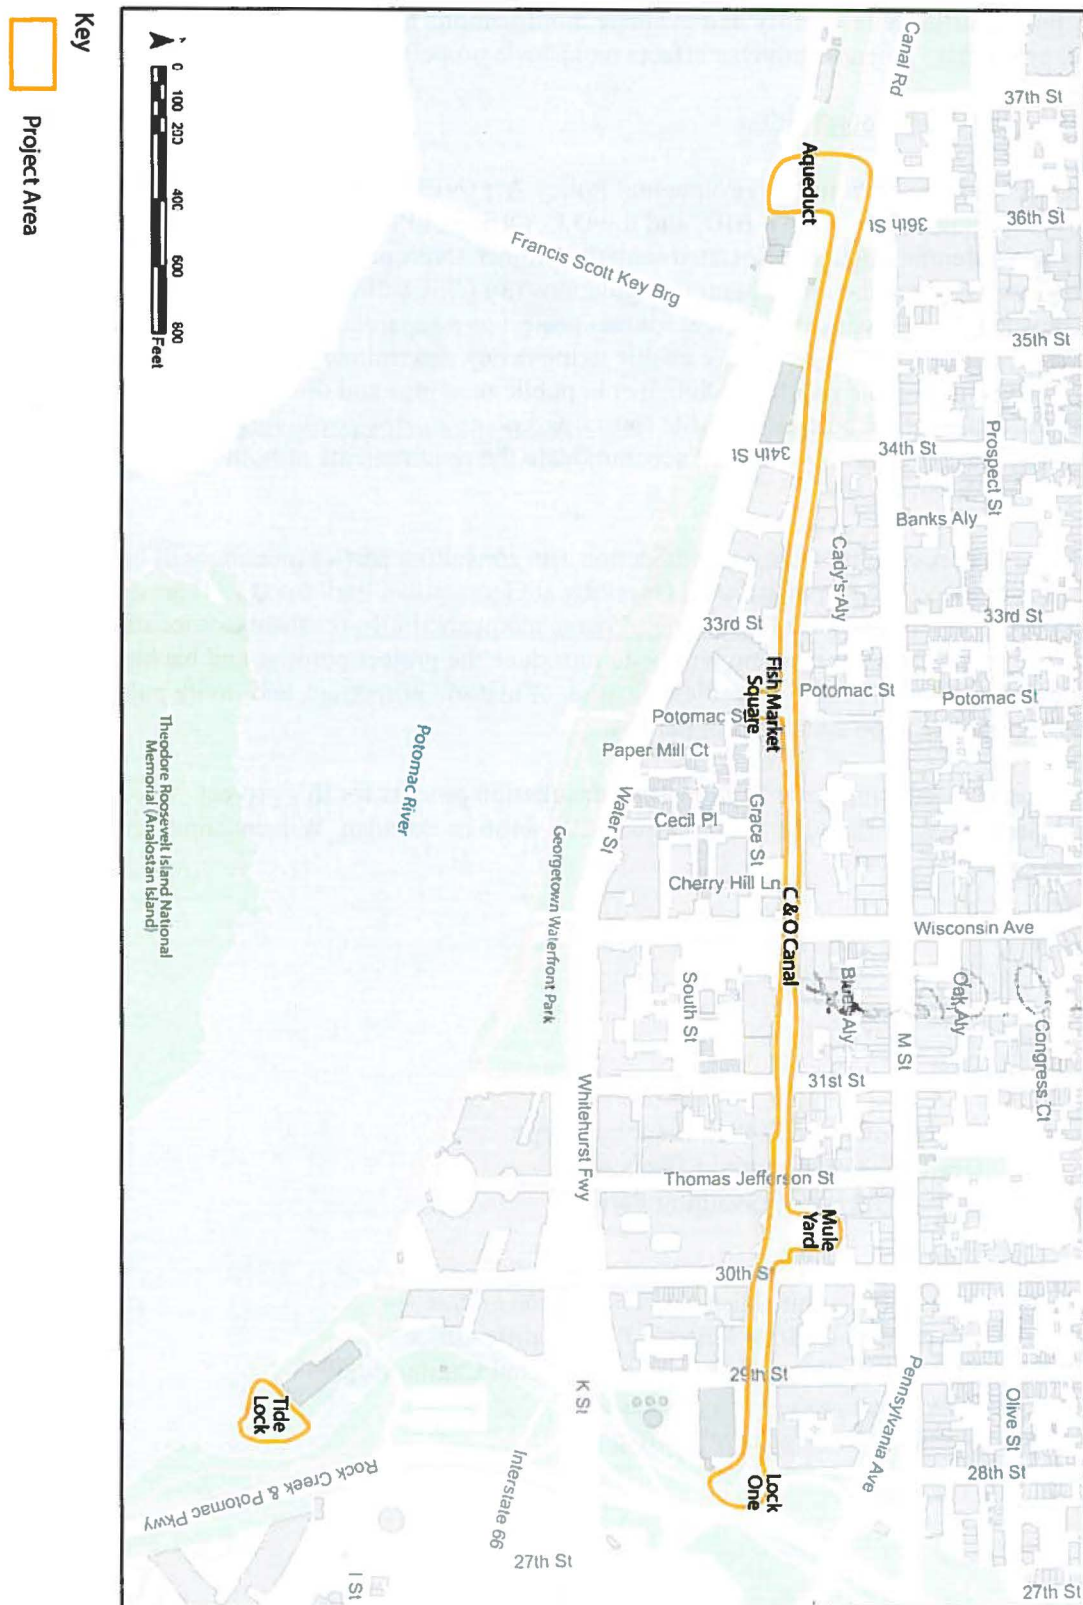 Key
Project Area
0 100 200 400 600 800
Feet
Canal Rd
37th St
Aqueduct
36th St
36th St
Francis Scott Key Brg
35th St
34th St
34th St
Prospect St
Banks Aly
Cady's Aly
33rd St
33rd St
Fish Market
Square
Potomac St
Potomac St
Potomac St
Paper Mill Ct
Water St
Cecil Pl
Grace St
Cherry Hill Ln
C & O Canal
Wisconsin Ave
Potomac River
Theodore Roosevelt Island National
Memorial (Analostan Island)
Georgetown Waterfront Park
South St
Blues Aly
Oak Aly
Congress Ct
M St
31st St
Whitehurst Fwy
Thomas Jefferson St
Mule
Yard
30th St
29th St
Pennsylvania Ave
Olive St
28th St
K St
Tide
Lock
Lock
One
Rock Creek & Potomac Pkwy
Interstate 66
27th St
27th St
I St